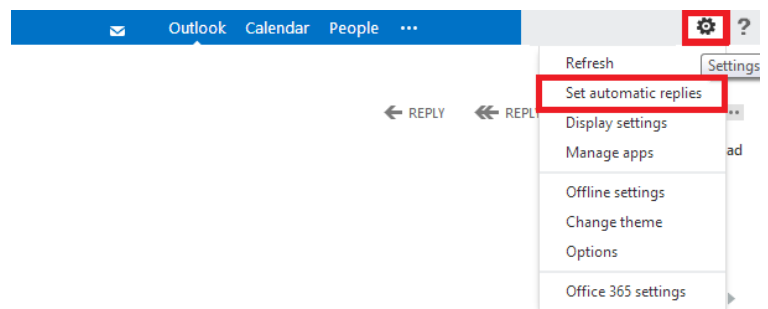 Outlook Calendar People ••• ?
Refresh
Settings
Set automatic replies
REPLY REPLY
Display settings
Manage apps
ad
Offline settings
Change theme
Options
Office 365 settings